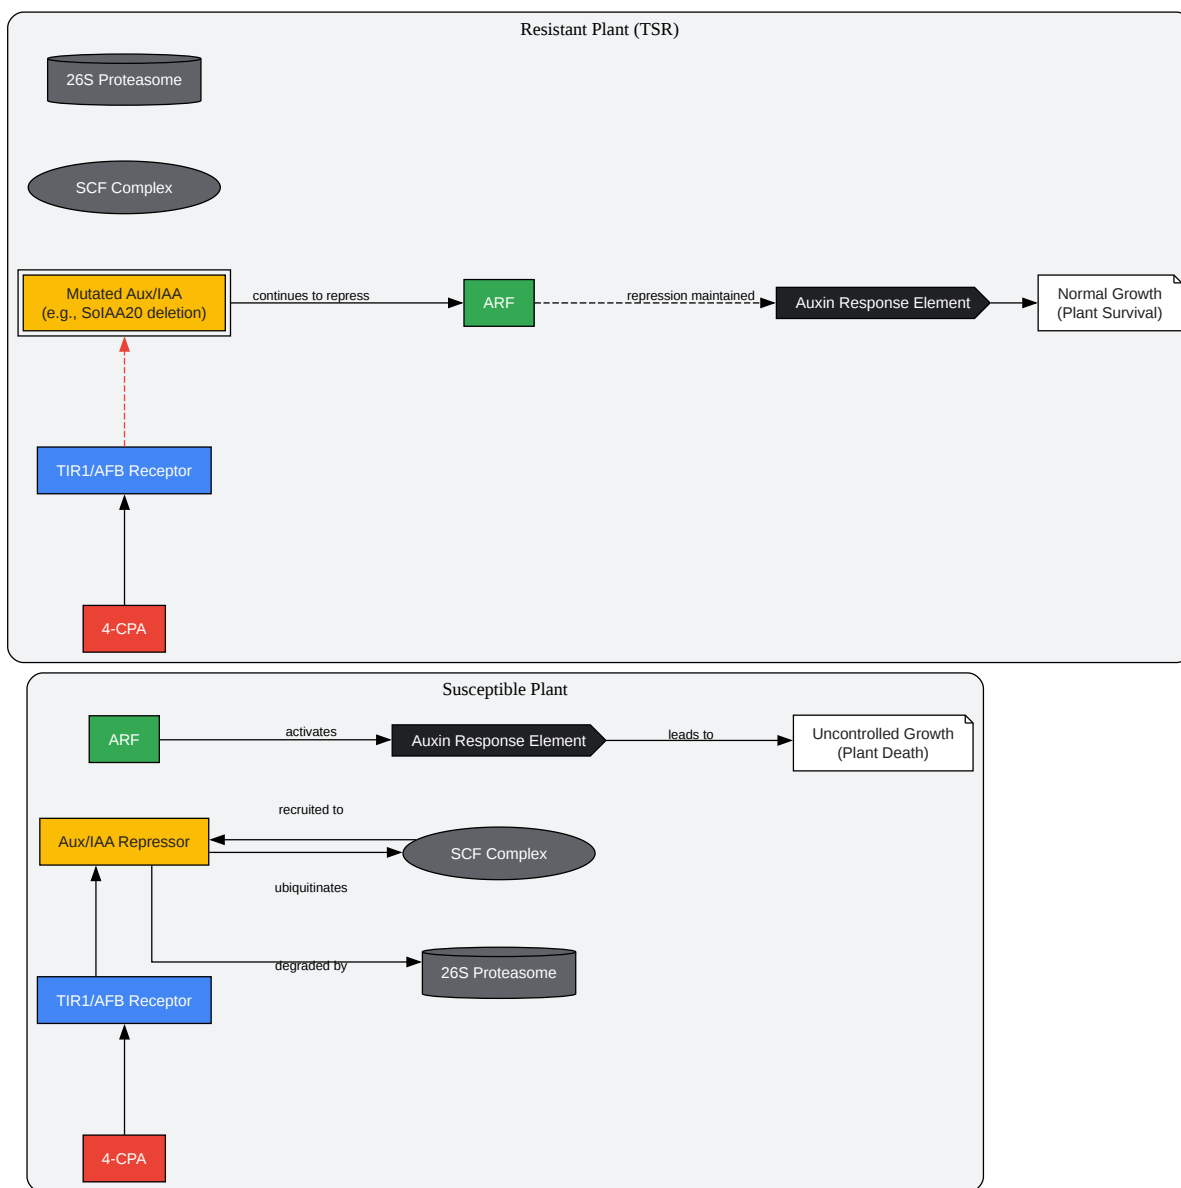 Resistant Plant (TSR)
26S Proteasome
SCF Complex
Mutated Aux/IAA
(e.g., SoIAA20 deletion)
continues to repress
ARF
repression maintained
Auxin Response Element
Normal Growth
(Plant Survival)
TIR1/AFB Receptor
4-CPA
Susceptible Plant
ARF
activates
Auxin Response Element
leads to
Uncontrolled Growth
(Plant Death)
recruited to
Aux/IAA Repressor
SCF Complex
ubiquitinates
degraded by
26S Proteasome
TIR1/AFB Receptor
4-CPA